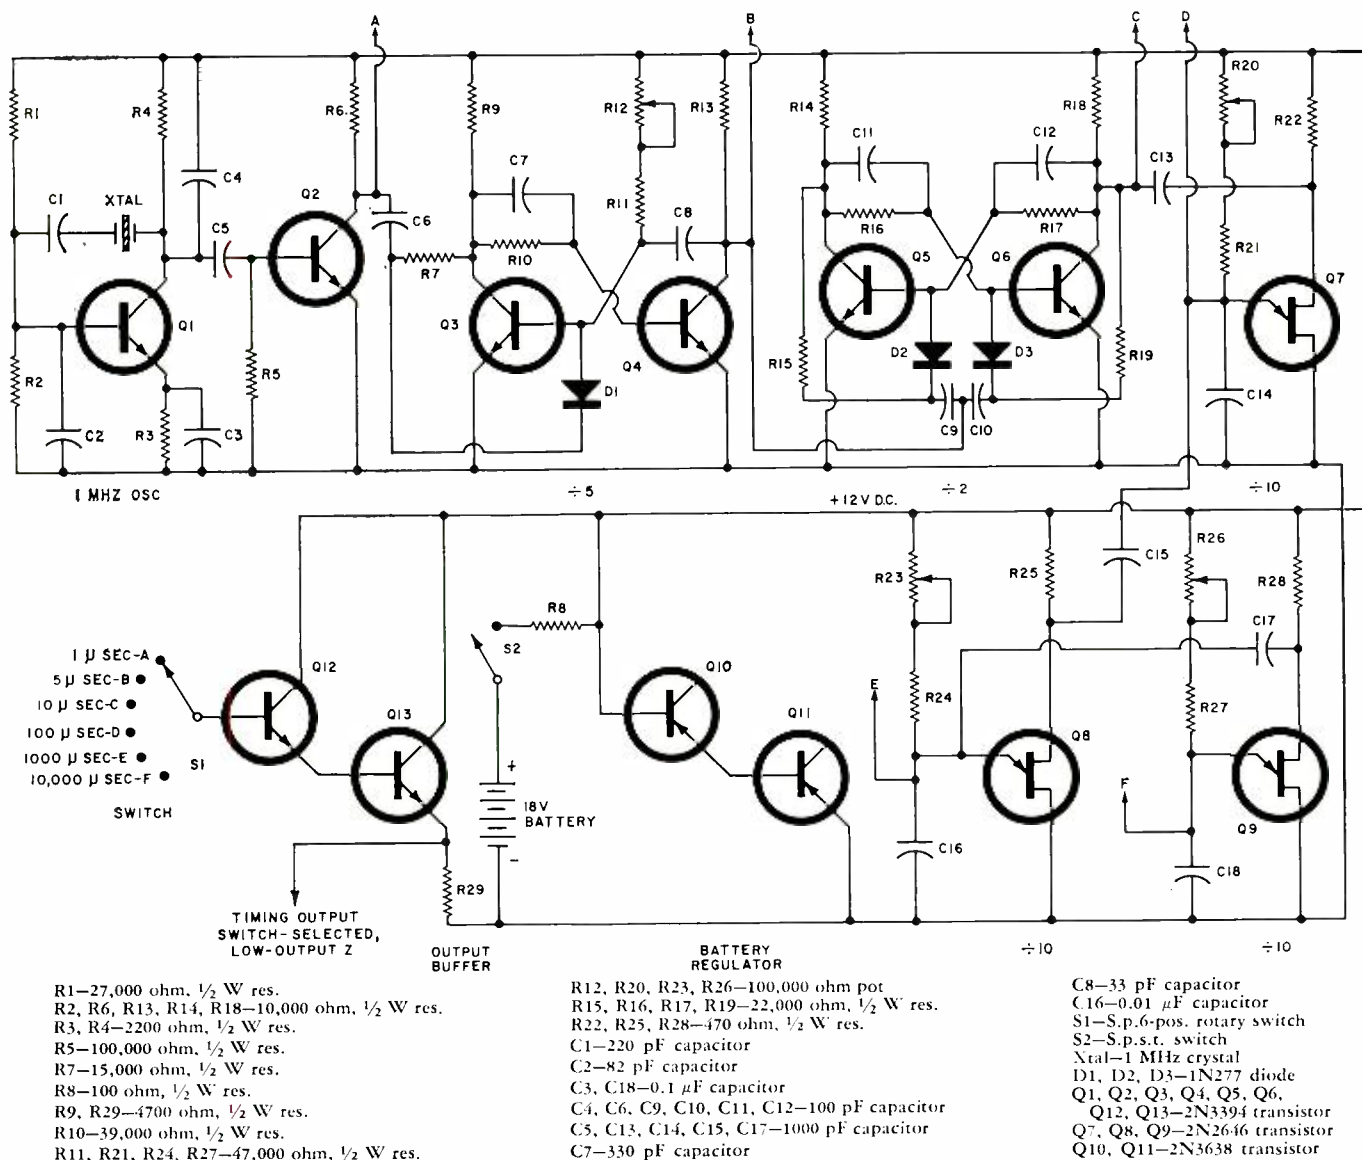 A
B
C
D
R1
R4
R6
R9
R12
R13
R14
R18
R20
R22
C4
C7
C11
C12
C13
C1
XTAL
Q2
C6
R11
C8
R16
R17
C5
R7
R10
Q5
Q6
R21
Q7
Q1
Q3
Q4
R2
R5
D1
R15
D2
D3
R19
C14
C2
R3
C3
C9
C10
1 MHZ OSC
÷5
÷2
÷10
+12V D.C.
R23
R25
C15
R26
R28
R8
S2
C17
1 µ SEC-A
5 µ SEC-B
10 µ SEC-C
100 µ SEC-D
1000 µ SEC-E
10,000 µ SEC-F
S1
SWITCH
Q12
Q13
Q10
Q11
E
R24
Q8
R27
F
Q9
+
18V
BATTERY
-
C16
C18
R29
TIMING OUTPUT
SWITCH-SELECTED,
LOW-OUTPUT Z
OUTPUT
BUFFER
BATTERY
REGULATOR
÷10
÷10
R1–27,000 ohm, ½ W res.
R2, R6, R13, R14, R18–10,000 ohm, ½ W res.
R3, R4–2200 ohm, ½ W res.
R5–100,000 ohm, ½ W res.
R7–15,000 ohm, ½ W res.
R8–100 ohm, ½ W res.
R9, R29–4700 ohm, ½ W res.
R10–39,000 ohm, ½ W res.
R11, R21, R24, R27–47,000 ohm, ½ W res.
R12, R20, R23, R26–100,000 ohm pot
R15, R16, R17, R19–22,000 ohm, ½ W res.
R22, R25, R28–470 ohm, ½ W res.
C1–220 pF capacitor
C2–82 pF capacitor
C3, C18–0.1 µF capacitor
C4, C6, C9, C10, C11, C12–100 pF capacitor
C5, C13, C14, C15, C17–1000 pF capacitor
C7–330 pF capacitor
C8–33 pF capacitor
C16–0.01 µF capacitor
S1–S.p.6-pos. rotary switch
S2–S.p.s.t. switch
Xtal–1 MHz crystal
D1, D2, D3–1N277 diode
Q1, Q2, Q3, Q4, Q5, Q6,
Q12, Q13–2N3394 transistor
Q7, Q8, Q9–2N2646 transistor
Q10, Q11–2N3638 transistor